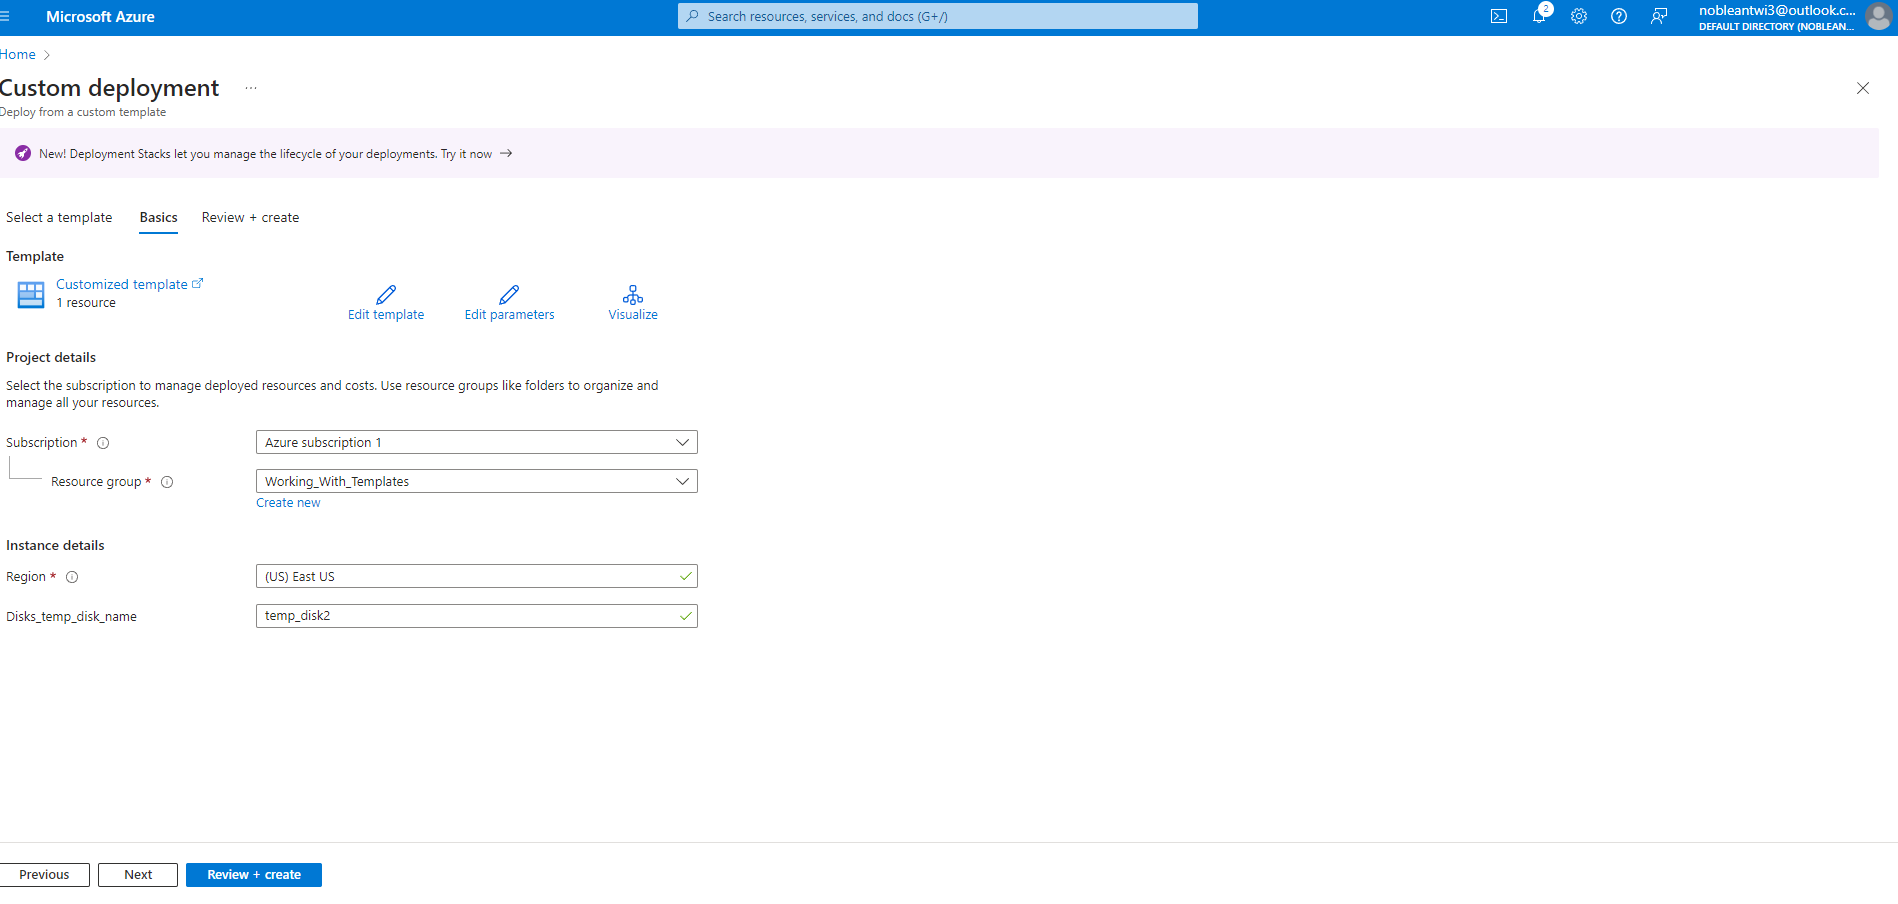 Microsoft Azure
Search resources, services, and docs (G+/)
2
nobleantwi3@outlook.c...
DEFAULT DIRECTORY (NOBLEAN...
Home >
Custom deployment ...
Deploy from a custom template
New! Deployment Stacks let you manage the lifecycle of your deployments. Try it now →
Select a template Basics Review + create
Template
Customized template
1 resource
Edit template Edit parameters Visualize
Project details
Select the subscription to manage deployed resources and costs. Use resource groups like folders to organize and
manage all your resources.
Subscription * Azure subscription 1
Resource group * Working_With_Templates
Create new
Instance details
Region * (US) East US
Disks_temp_disk_name temp_disk2
Previous Next Review + create